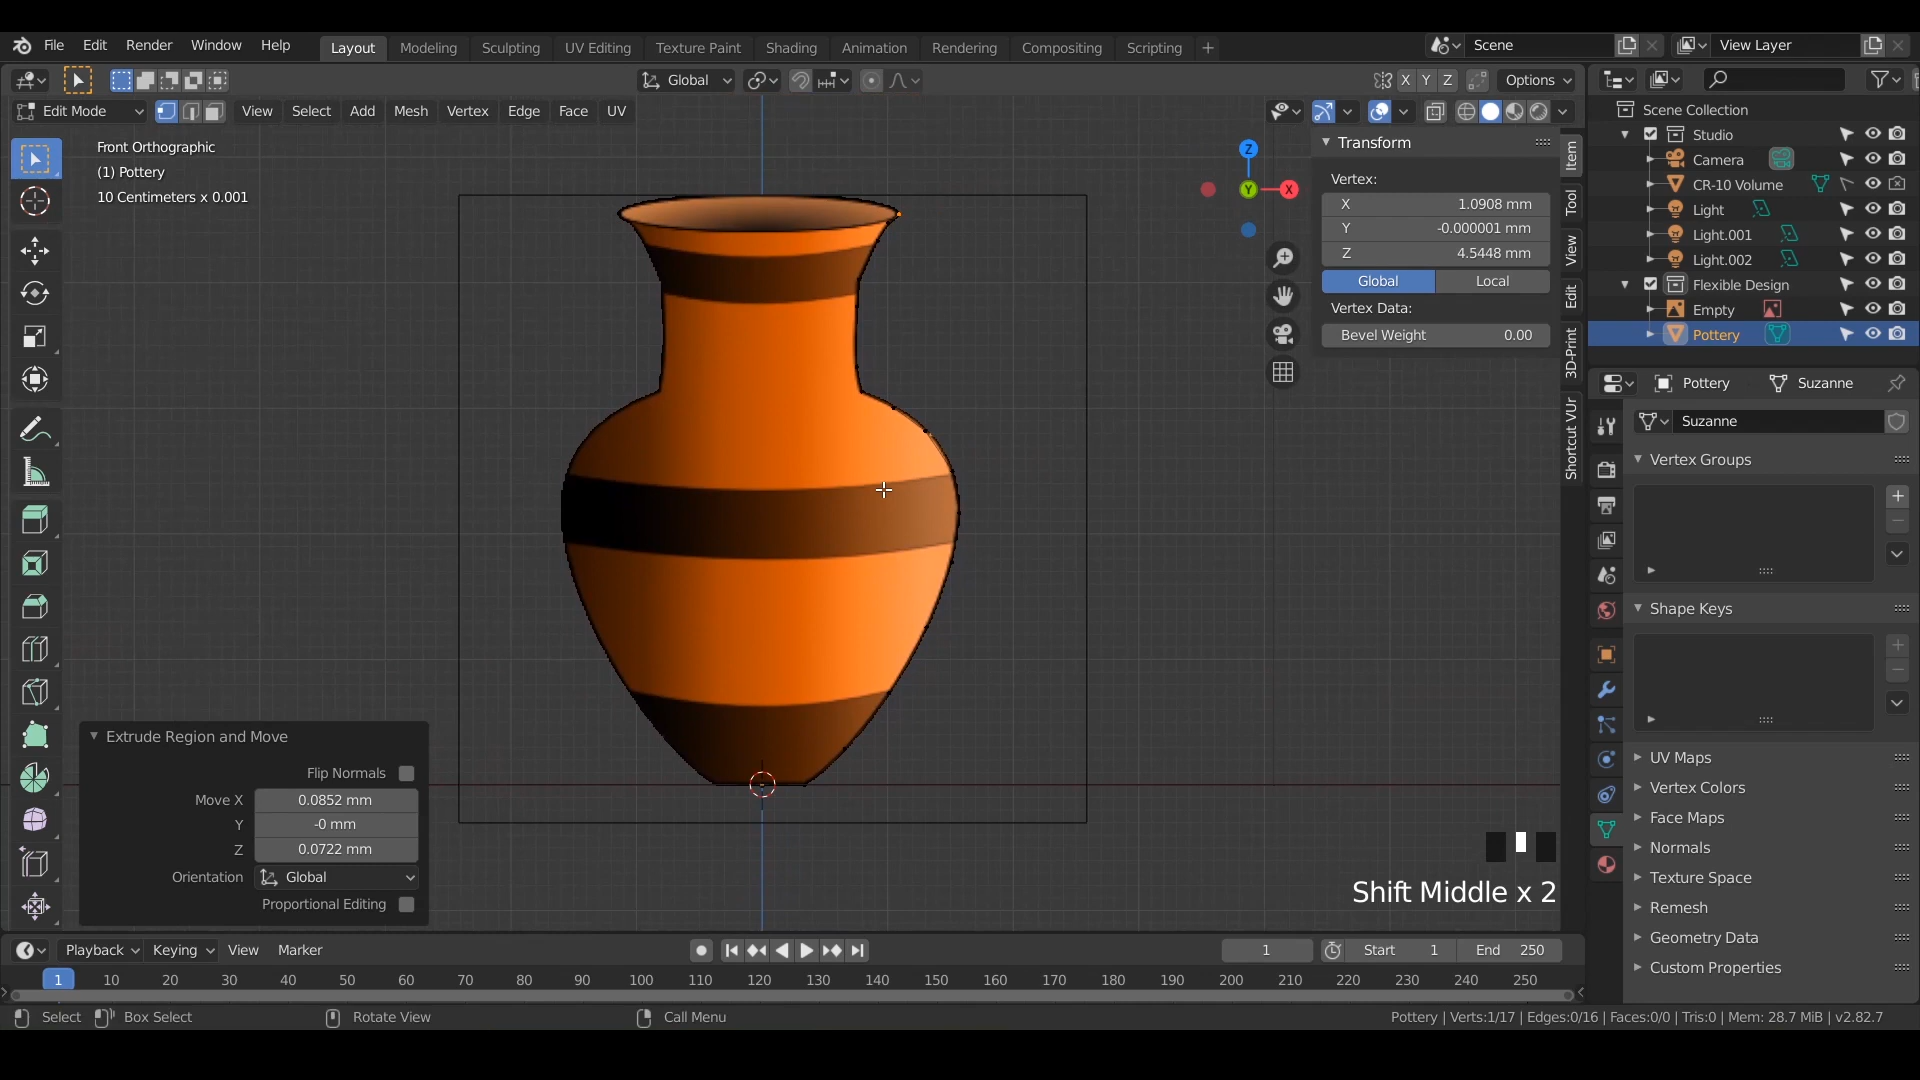 File Edit Render Window Help Layout Modeling Sculpting UV Editing Texture Paint Shading Animation Rendering Compositing Scripting + Scene View Layer
Global X Y Z Options
Edit Mode View Select Add Mesh Vertex Edge Face UV
Front Orthographic
(1) Pottery
10 Centimeters x 0.001
Z
Y
X
Transform
Vertex:
X 1.0908 mm
Y -0.000001 mm
Z 4.5448 mm
Global Local
Vertex Data:
Bevel Weight 0.00
Item
Tool
View
Edit
3D-Print
Shortcut VUr
Scene Collection
Studio
Camera
CR-10 Volume
Light
Light.001
Light.002
Flexible Design
Empty
Pottery
Pottery Suzanne
Suzanne
Vertex Groups
Shape Keys
UV Maps
Vertex Colors
Face Maps
Normals
Texture Space
Remesh
Geometry Data
Custom Properties
Extrude Region and Move
Flip Normals
Move X 0.0852 mm
Y -0 mm
Z 0.0722 mm
Orientation Global
Proportional Editing
Shift Middle x 2
Playback Keying View Marker 1 Start 1 End 250
1 10 20 30 40 50 60 70 80 90 100 110 120 130 140 150 160 170 180 190 200 210 220 230 240 250
Select Box Select Rotate View Call Menu Pottery | Verts:1/17 | Edges:0/16 | Faces:0/0 | Tris:0 | Mem: 28.7 MiB | v2.82.7